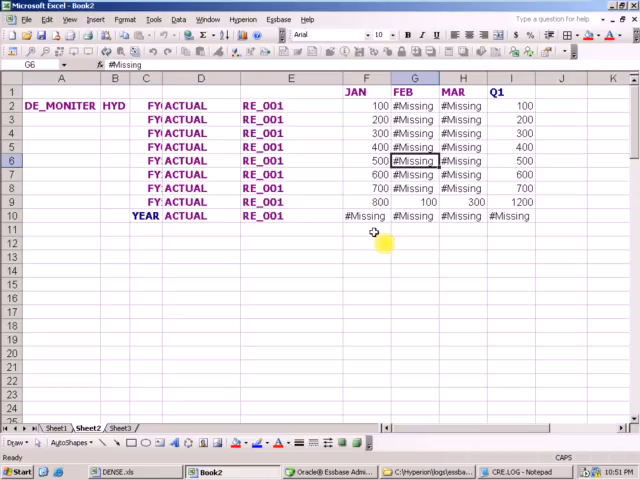 Microsoft Excel - Book2
File Edit View Insert Format Tools Data Window Hyperion Essbase Help
Type a question for help
Arial 10 B I U
G6 #Missing
A B C D E F G H I J K
1 JAN FEB MAR Q1
2 DE_MONITER HYD FY ACTUAL RE_001 100 #Missing #Missing 100
3 FY ACTUAL RE_001 200 #Missing #Missing 200
4 FY ACTUAL RE_001 300 #Missing #Missing 300
5 FY ACTUAL RE_001 400 #Missing #Missing 400
6 FY ACTUAL RE_001 500 #Missing #Missing 500
7 FY ACTUAL RE_001 600 #Missing #Missing 600
8 FY ACTUAL RE_001 700 #Missing #Missing 700
9 FY ACTUAL RE_001 800 100 300 1200
10 YEAR ACTUAL RE_001 #Missing #Missing #Missing #Missing
11
12
13
14
15
16
17
18
19
20
21
22
23
24
25
Sheet1 Sheet2 Sheet3
Draw AutoShapes
Ready CAPS
Start DENSE.xls Book2 Oracle® Essbase Admi... C:\Hyperion\logs\essba... CRE.LOG - Notepad 10:51 PM